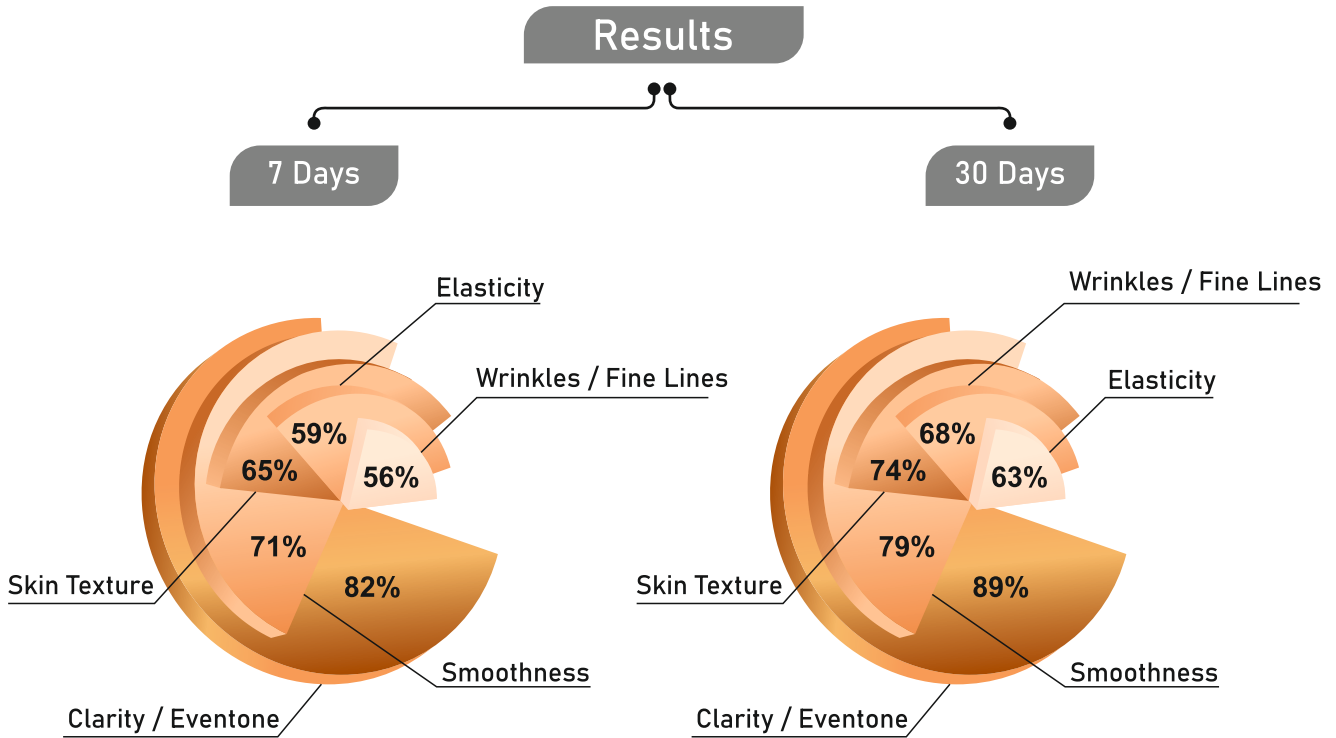 Results
7 Days
30 Days
Elasticity
Wrinkles / Fine Lines
59%
65%
56%
71%
82%
Skin Texture
Smoothness
Clarity / Eventone
Wrinkles / Fine Lines
Elasticity
68%
74%
63%
79%
89%
Skin Texture
Smoothness
Clarity / Eventone